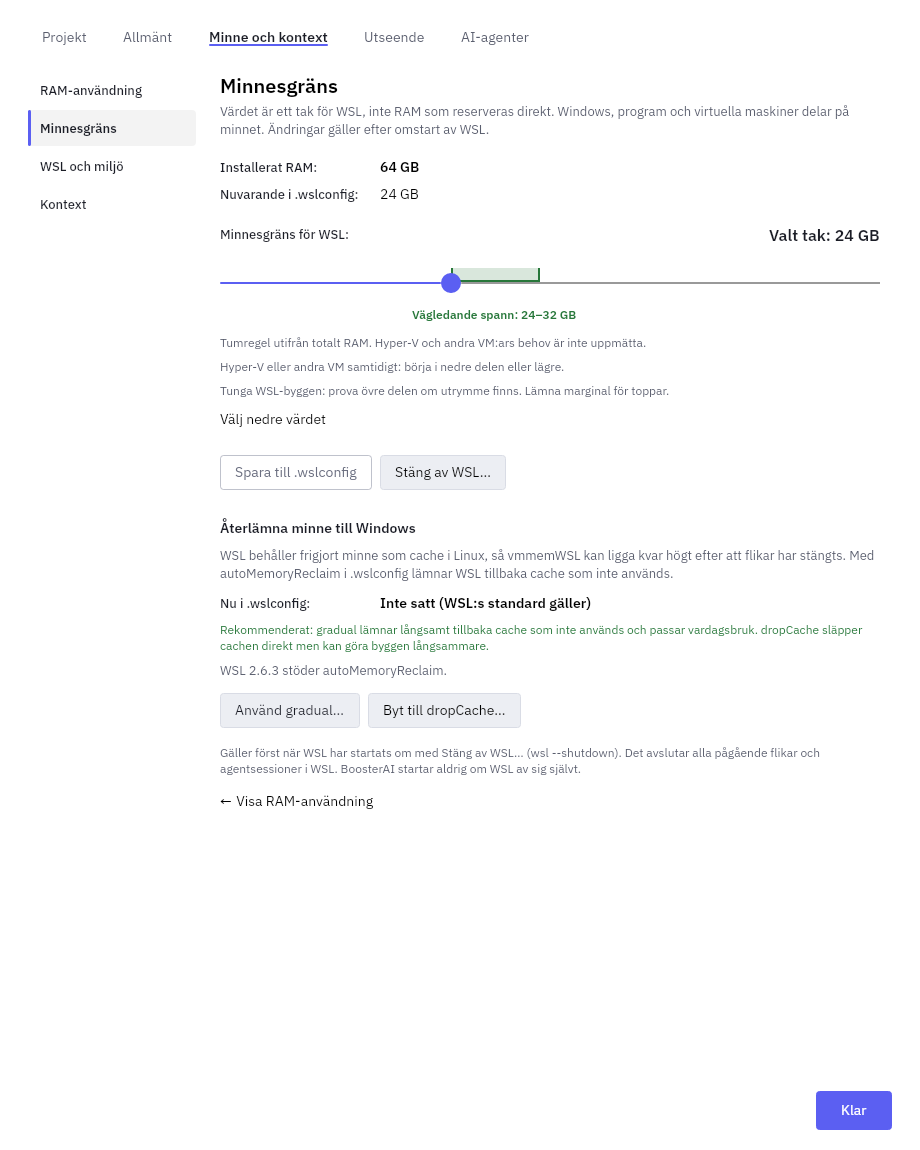 Projekt
Allmänt
Minne och kontext
Utseende
AI-agenter
RAM-användning
Minnesgräns
WSL och miljö
Kontext
Minnesgräns
Värdet är ett tak för WSL, inte RAM som reserveras direkt. Windows, program och virtuella maskiner delar på
minnet. Ändringar gäller efter omstart av WSL.
Installerat RAM: 64 GB
Nuvarande i .wslconfig: 24 GB
Minnesgräns för WSL: Valt tak: 24 GB
Vägledande spann: 24–32 GB
Tumregel utifrån totalt RAM. Hyper-V och andra VM:ars behov är inte uppmätta.
Hyper-V eller andra VM samtidigt: börja i nedre delen eller lägre.
Tunga WSL-byggen: prova övre delen om utrymme finns. Lämna marginal för toppar.
Välj nedre värdet
Spara till .wslconfig
Stäng av WSL...
Återlämna minne till Windows
WSL behåller frigjort minne som cache i Linux, så vmmemWSL kan ligga kvar högt efter att flikar har stängts. Med
autoMemoryReclaim i .wslconfig lämnar WSL tillbaka cache som inte används.
Nu i .wslconfig: Inte satt (WSL:s standard gäller)
Rekommenderat: gradual lämnar långsamt tillbaka cache som inte används och passar vardagsbruk. dropCache släpper
cachen direkt men kan göra byggen långsammare.
WSL 2.6.3 stöder autoMemoryReclaim.
Använd gradual...
Byt till dropCache...
Gäller först när WSL har startats om med Stäng av WSL... (wsl --shutdown). Det avslutar alla pågående flikar och
agentsessioner i WSL. BoosterAI startar aldrig om WSL av sig självt.
← Visa RAM-användning
Klar